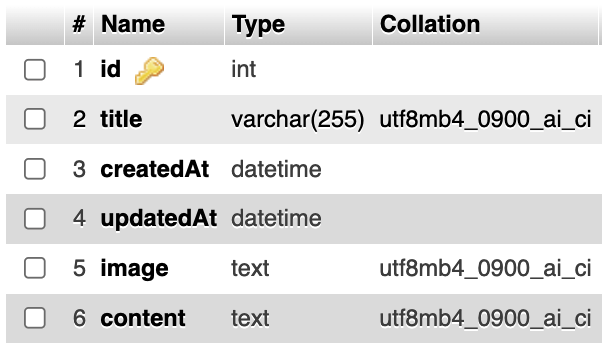 # Name Type Collation
1 id int
2 title varchar(255) utf8mb4_0900_ai_ci
3 createdAt datetime
4 updatedAt datetime
5 image text utf8mb4_0900_ai_ci
6 content text utf8mb4_0900_ai_ci